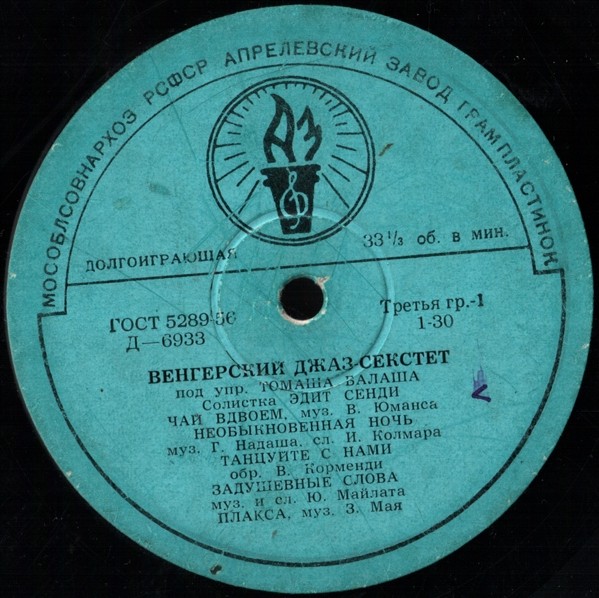 МОСОБЛСОВНАРХОЗ РСФСР АПРЕЛЕВСКИЙ ЗАВОД ГРАМПЛАСТИНОК
АЗ
ДОЛГОИГРАЮЩАЯ
33 1/3 об. в мин.
ГОСТ 5289-56
Д—6933
Третья гр.-1
1-30
ВЕНГЕРСКИЙ ДЖАЗ-СЕКСТЕТ
под упр. ТОМАША БАЛАША
Солистка ЭДИТ СЕНДИ
ЧАЙ ВДВОЕМ, муз. В. Юманса
НЕОБЫКНОВЕННАЯ НОЧЬ
муз. Г. Надаша, сл. И. Колмара
ТАНЦУЙТЕ С НАМИ
обр. В. Корменди
ЗАДУШЕВНЫЕ СЛОВА
муз. и сл. Ю. Майлата
ПЛАКСА, муз. З. Мая